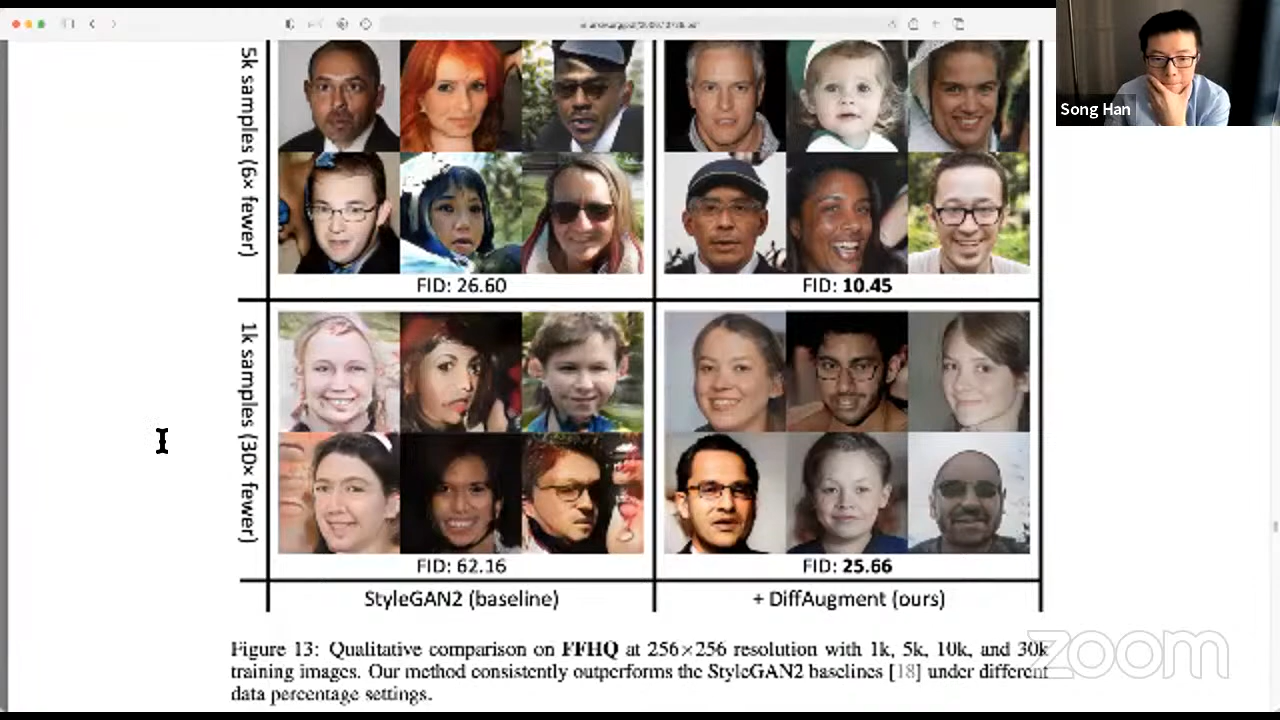 Song Han
5k samples (6× fewer)
FID: 26.60
FID: 10.45
1k samples (30× fewer)
FID: 62.16
FID: 25.66
StyleGAN2 (baseline)
+ DiffAugment (ours)
Figure 13: Qualitative comparison on FFHQ at 256×256 resolution with 1k, 5k, 10k, and 30k
training images. Our method consistently outperforms the StyleGAN2 baselines [18] under different
data percentage settings.
zoom